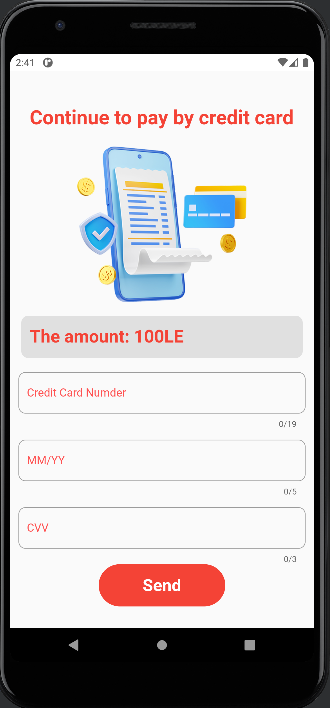 2:41
Continue to pay by credit card
The amount: 100LE
Credit Card Numder
0/19
MM/YY
0/5
CVV
0/3
Send